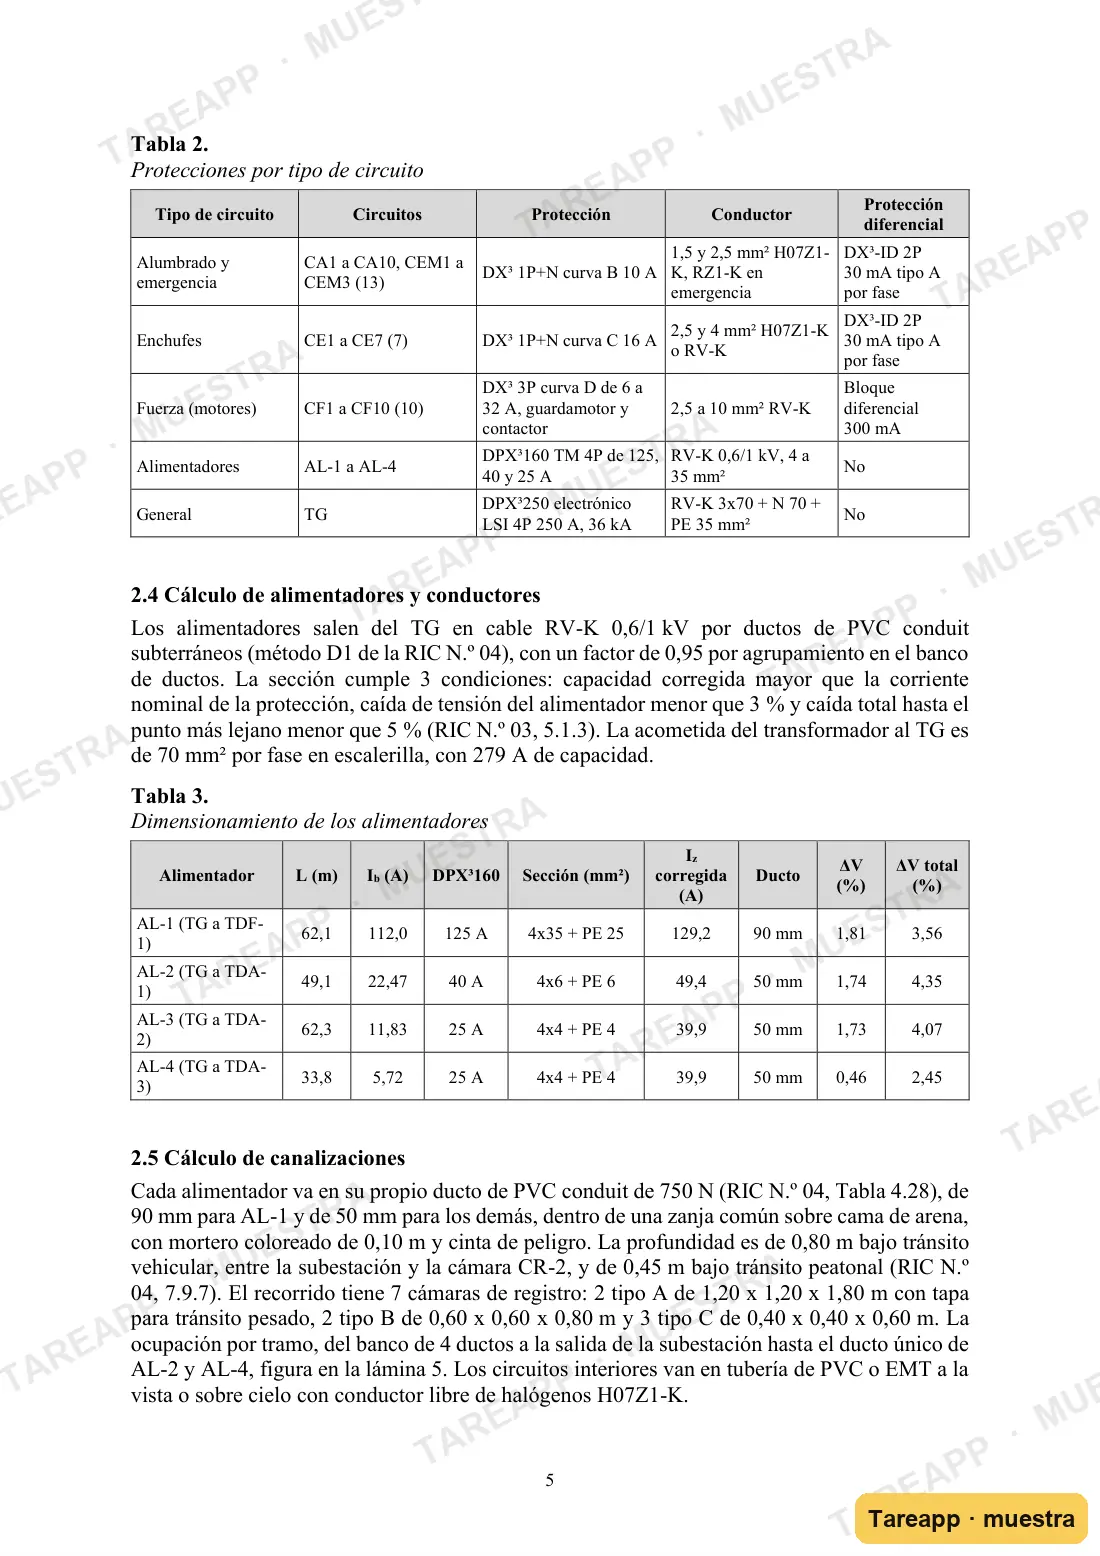 Tabla 2.
Protecciones por tipo de circuito
Tipo de circuito | Circuitos | Protección | Conductor | Protección diferencial
Alumbrado y emergencia | CA1 a CA10, CEM1 a CEM3 (13) | DX³ 1P+N curva B 10 A | 1,5 y 2,5 mm² H07Z1-K, RZ1-K en emergencia | DX³-ID 2P 30 mA tipo A por fase
Enchufes | CE1 a CE7 (7) | DX³ 1P+N curva C 16 A | 2,5 y 4 mm² H07Z1-K o RV-K | DX³-ID 2P 30 mA tipo A por fase
Fuerza (motores) | CF1 a CF10 (10) | DX³ 3P curva D de 6 a 32 A, guardamotor y contactor | 2,5 a 10 mm² RV-K | Bloque diferencial 300 mA
Alimentadores | AL-1 a AL-4 | DPX³160 TM 4P de 125, 40 y 25 A | RV-K 0,6/1 kV, 4 a 35 mm² | No
General | TG | DPX³250 electrónico LSI 4P 250 A, 36 kA | RV-K 3x70 + N 70 + PE 35 mm² | No
2.4 Cálculo de alimentadores y conductores
Los alimentadores salen del TG en cable RV-K 0,6/1 kV por ductos de PVC conduit
subterráneos (método D1 de la RIC N.º 04), con un factor de 0,95 por agrupamiento en el banco
de ductos. La sección cumple 3 condiciones: capacidad corregida mayor que la corriente
nominal de la protección, caída de tensión del alimentador menor que 3 % y caída total hasta el
punto más lejano menor que 5 % (RIC N.º 03, 5.1.3). La acometida del transformador al TG es
de 70 mm² por fase en escalerilla, con 279 A de capacidad.
Tabla 3.
Dimensionamiento de los alimentadores
Alimentador | L (m) | Ib (A) | DPX³160 | Sección (mm²) | Iz corregida (A) | Ducto | ΔV (%) | ΔV total (%)
AL-1 (TG a TDF-1) | 62,1 | 112,0 | 125 A | 4x35 + PE 25 | 129,2 | 90 mm | 1,81 | 3,56
AL-2 (TG a TDA-1) | 49,1 | 22,47 | 40 A | 4x6 + PE 6 | 49,4 | 50 mm | 1,74 | 4,35
AL-3 (TG a TDA-2) | 62,3 | 11,83 | 25 A | 4x4 + PE 4 | 39,9 | 50 mm | 1,73 | 4,07
AL-4 (TG a TDA-3) | 33,8 | 5,72 | 25 A | 4x4 + PE 4 | 39,9 | 50 mm | 0,46 | 2,45
2.5 Cálculo de canalizaciones
Cada alimentador va en su propio ducto de PVC conduit de 750 N (RIC N.º 04, Tabla 4.28), de
90 mm para AL-1 y de 50 mm para los demás, dentro de una zanja común sobre cama de arena,
con mortero coloreado de 0,10 m y cinta de peligro. La profundidad es de 0,80 m bajo tránsito
vehicular, entre la subestación y la cámara CR-2, y de 0,45 m bajo tránsito peatonal (RIC N.º
04, 7.9.7). El recorrido tiene 7 cámaras de registro: 2 tipo A de 1,20 x 1,20 x 1,80 m con tapa
para tránsito pesado, 2 tipo B de 0,60 x 0,60 x 0,80 m y 3 tipo C de 0,40 x 0,40 x 0,60 m. La
ocupación por tramo, del banco de 4 ductos a la salida de la subestación hasta el ducto único de
AL-2 y AL-4, figura en la lámina 5. Los circuitos interiores van en tubería de PVC o EMT a la
vista o sobre cielo con conductor libre de halógenos H07Z1-K.
5
TAREAPP · MUESTRA
Tareapp · muestra